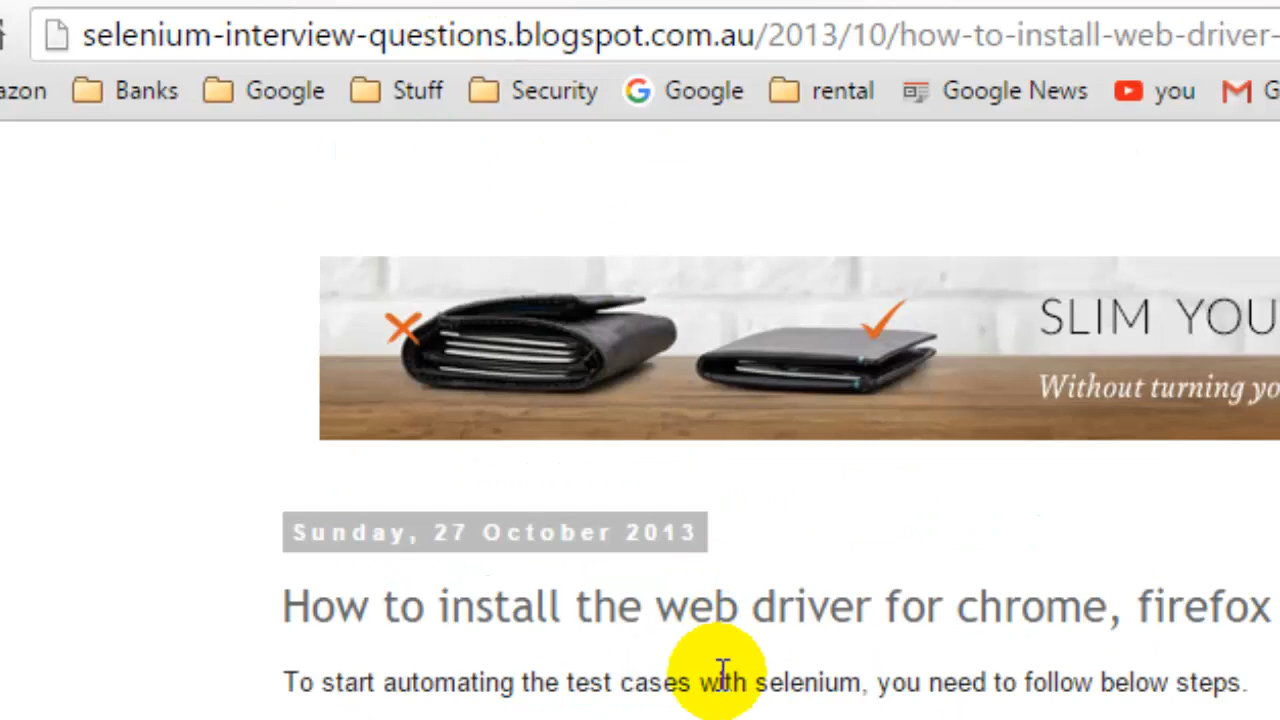 selenium-interview-questions.blogspot.com.au/2013/10/how-to-install-web-driver-
azon Banks Google Stuff Security Google rental Google News you G
SLIM YOU
Without turning yo
Sunday, 27 October 2013
How to install the web driver for chrome, firefox
To start automating the test cases with selenium, you need to follow below steps.